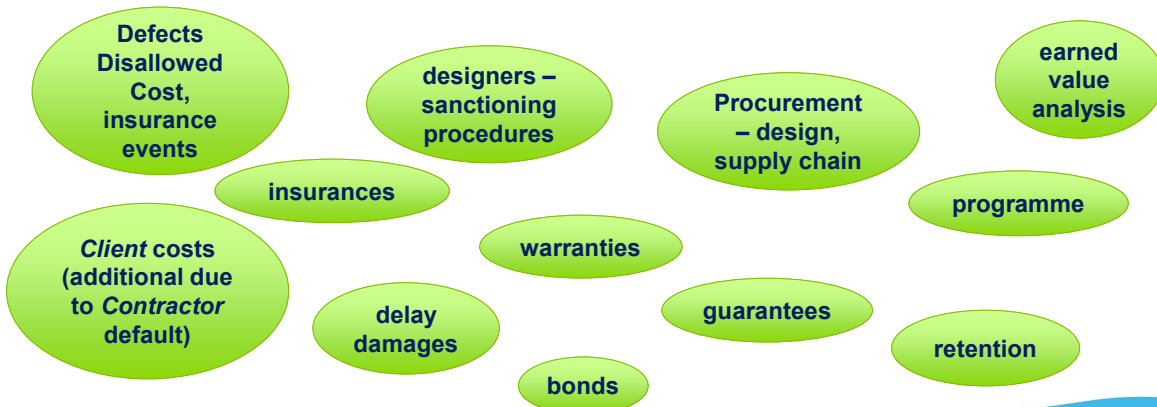 Defects
Disallowed
Cost,
insurance
events
designers –
sanctioning
procedures
Procurement
– design,
supply chain
earned
value
analysis
insurances
programme
Client costs
(additional due
to Contractor
default)
warranties
delay
damages
guarantees
retention
bonds